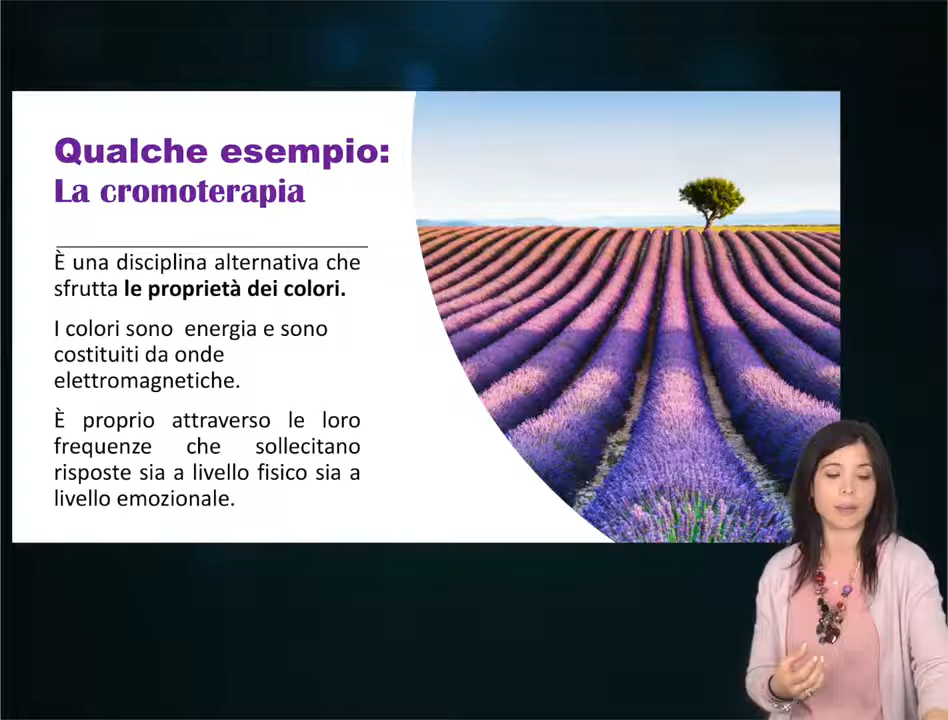 Qualche esempio:
La cromoterapia
È una disciplina alternativa che
sfrutta le proprietà dei colori.
I colori sono energia e sono
costituiti da onde
elettromagnetiche.
È proprio attraverso le loro
frequenze che sollecitano
risposte sia a livello fisico sia a
livello emozionale.